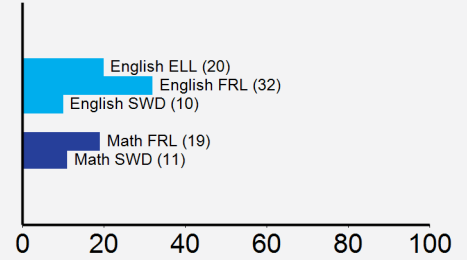 English ELL (20)
English FRL (32)
English SWD (10)
Math FRL (19)
Math SWD (11)
0 20 40 60 80 100